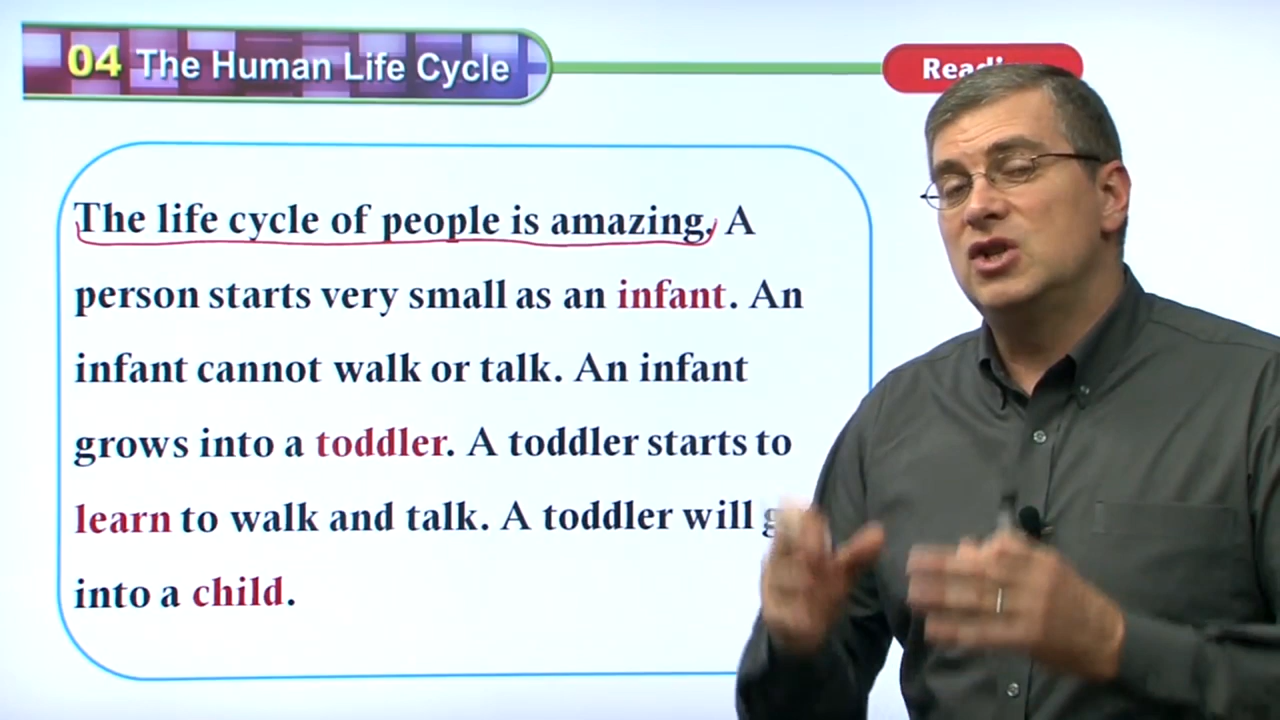 04 The Human Life Cycle
The life cycle of people is amazing. A
person starts very small as an infant. An
infant cannot walk or talk. An infant
grows into a toddler. A toddler starts to
learn to walk and talk. A toddler will
into a child.